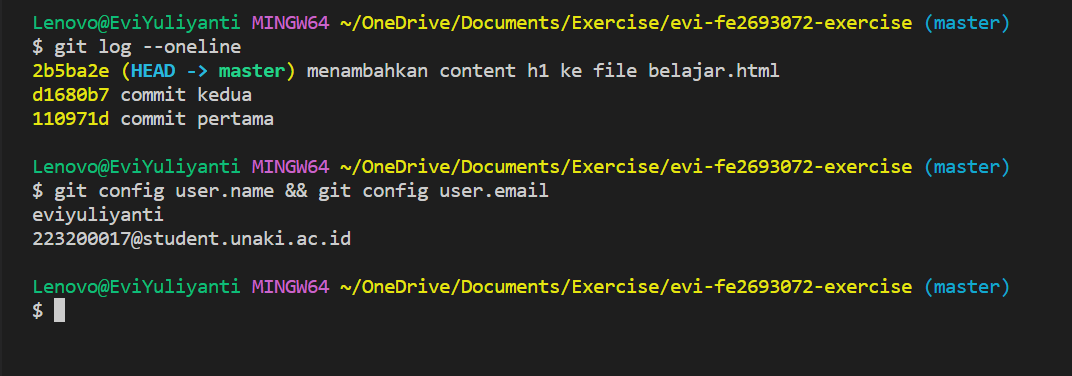 Lenovo@EviYuliyanti MINGW64 ~/OneDrive/Documents/Exercise/evi-fe2693072-exercise (master)
$ git log --oneline
2b5ba2e (HEAD -> master) menambahkan content h1 ke file belajar.html
d1680b7 commit kedua
110971d commit pertama
Lenovo@EviYuliyanti MINGW64 ~/OneDrive/Documents/Exercise/evi-fe2693072-exercise (master)
$ git config user.name && git config user.email
eviyuliyanti
223200017@student.unaki.ac.id
Lenovo@EviYuliyanti MINGW64 ~/OneDrive/Documents/Exercise/evi-fe2693072-exercise (master)
$